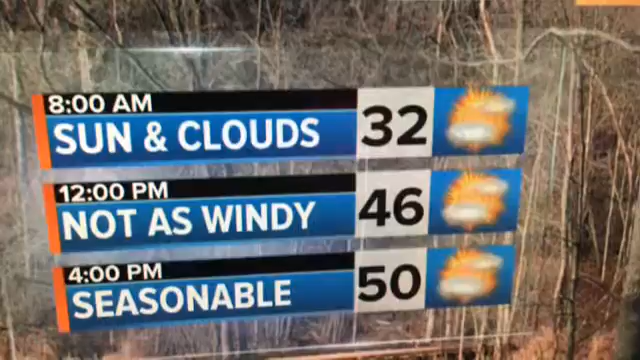 8:00 AM
SUN & CLOUDS 32
12:00 PM
NOT AS WINDY 46
4:00 PM
SEASONABLE 50